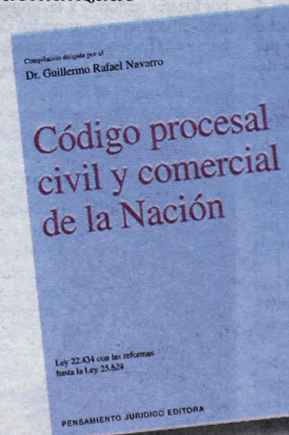 Compilación dirigida por el
Dr. Guillermo Rafael Navarro
Código procesal
civil y comercial
de la Nación
Ley 22.434 con las reformas
hasta la Ley 25.624
PENSAMIENTO JURIDICO EDITORA